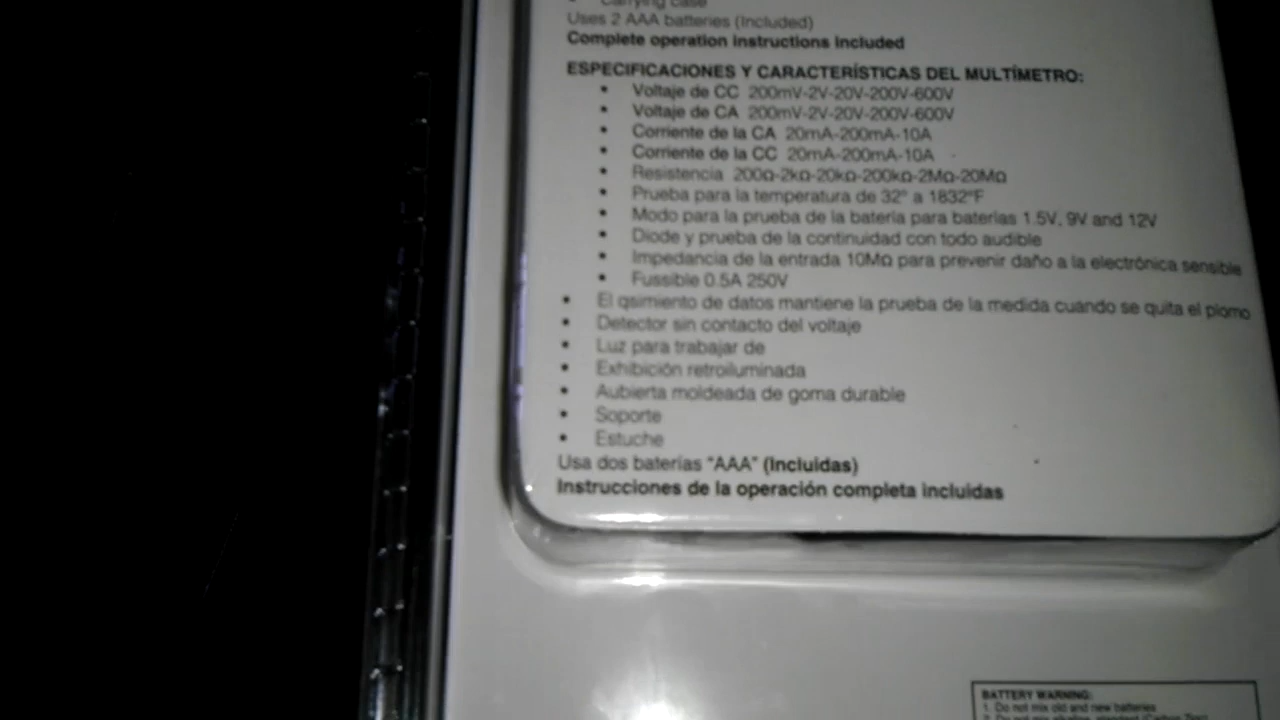 • Carrying case
Uses 2 AAA batteries (Included)
Complete operation instructions included
ESPECIFICACIONES Y CARACTERÍSTICAS DEL MULTÍMETRO:
• Voltaje de CC 200mV-2V-20V-200V-600V
• Voltaje de CA 200mV-2V-20V-200V-600V
• Corriente de la CA 20mA-200mA-10A
• Corriente de la CC 20mA-200mA-10A
• Resistencia 200Ω-2kΩ-20kΩ-200kΩ-2MΩ-20MΩ
• Prueba para la temperatura de 32° a 1832°F
• Modo para la prueba de la batería para baterías 1.5V, 9V and 12V
• Diode y prueba de la continuidad con todo audible
• Impedancia de la entrada 10MΩ para prevenir daño a la electrónica sensible
• Fussible 0.5A 250V
• El qsimiento de datos mantiene la prueba de la medida cuando se quita el plomo
• Detector sin contacto del voltaje
• Luz para trabajar de
• Exhibición retroiluminada
• Aubierta moldeada de goma durable
• Soporte
• Estuche
Usa dos baterías "AAA" (Incluidas)
Instrucciones de la operación completa incluidas
BATTERY WARNING:
1. Do not mix old and new batteries
2. Do not mix alkaline